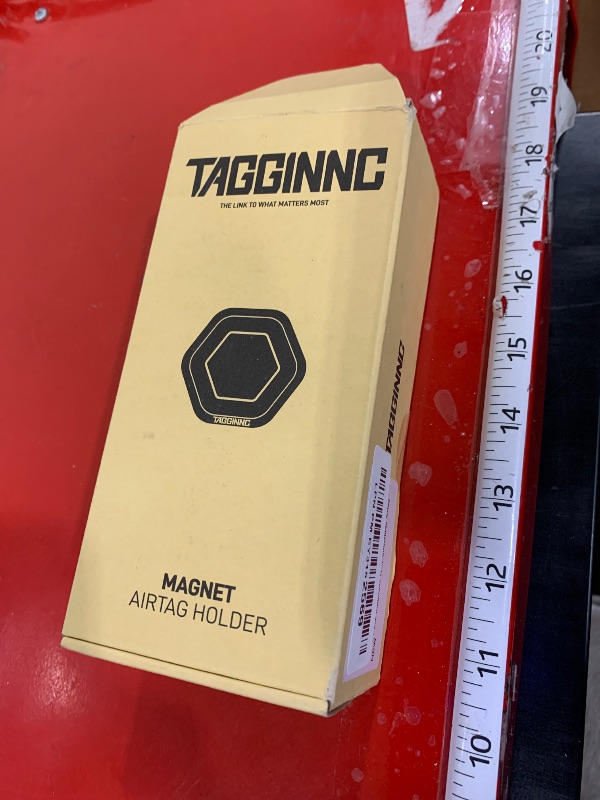 TAGGINNC
THE LINK TO WHAT MATTERS MOST
TAGGINNC
MAGNET
AIRTAG HOLDER
TAGGINNC
NEW
20
19
18
17
16
15
14
13
12
11
10